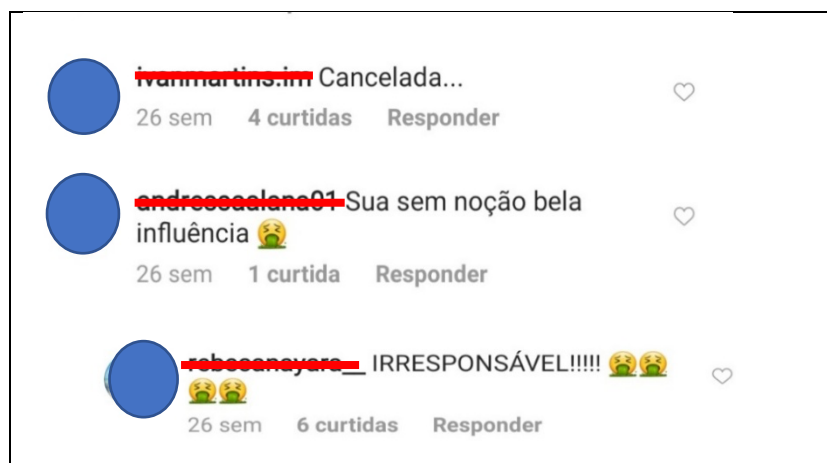 Cancelada...
26 sem 4 curtidas Responder
Sua sem noção bela
influência 🤮
26 sem 1 curtida Responder
IRRESPONSÁVEL!!!!! 🤮🤮
🤮🤮
26 sem 6 curtidas Responder